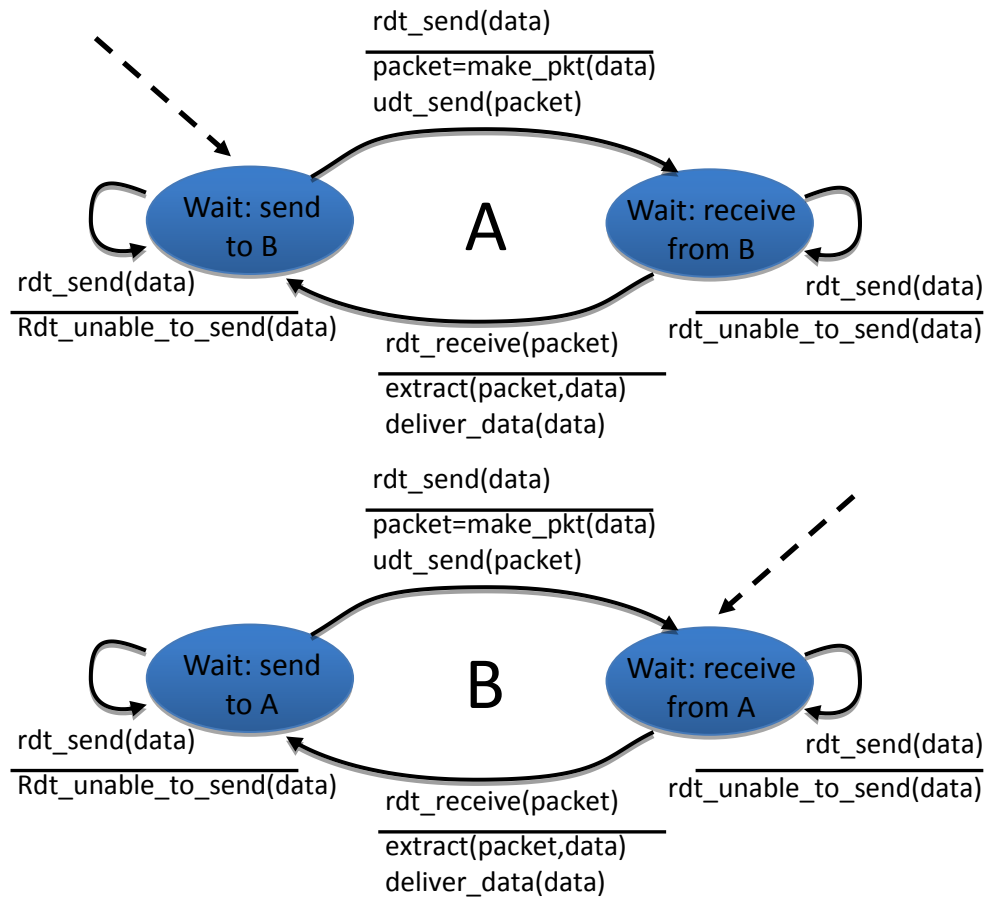 rdt_send(data)
packet=make_pkt(data)
udt_send(packet)
Wait: send
to B
A
Wait: receive
from B
rdt_send(data)
Rdt_unable_to_send(data)
rdt_send(data)
rdt_unable_to_send(data)
rdt_receive(packet)
extract(packet,data)
deliver_data(data)
rdt_send(data)
packet=make_pkt(data)
udt_send(packet)
Wait: send
to A
B
Wait: receive
from A
rdt_send(data)
Rdt_unable_to_send(data)
rdt_send(data)
rdt_unable_to_send(data)
rdt_receive(packet)
extract(packet,data)
deliver_data(data)